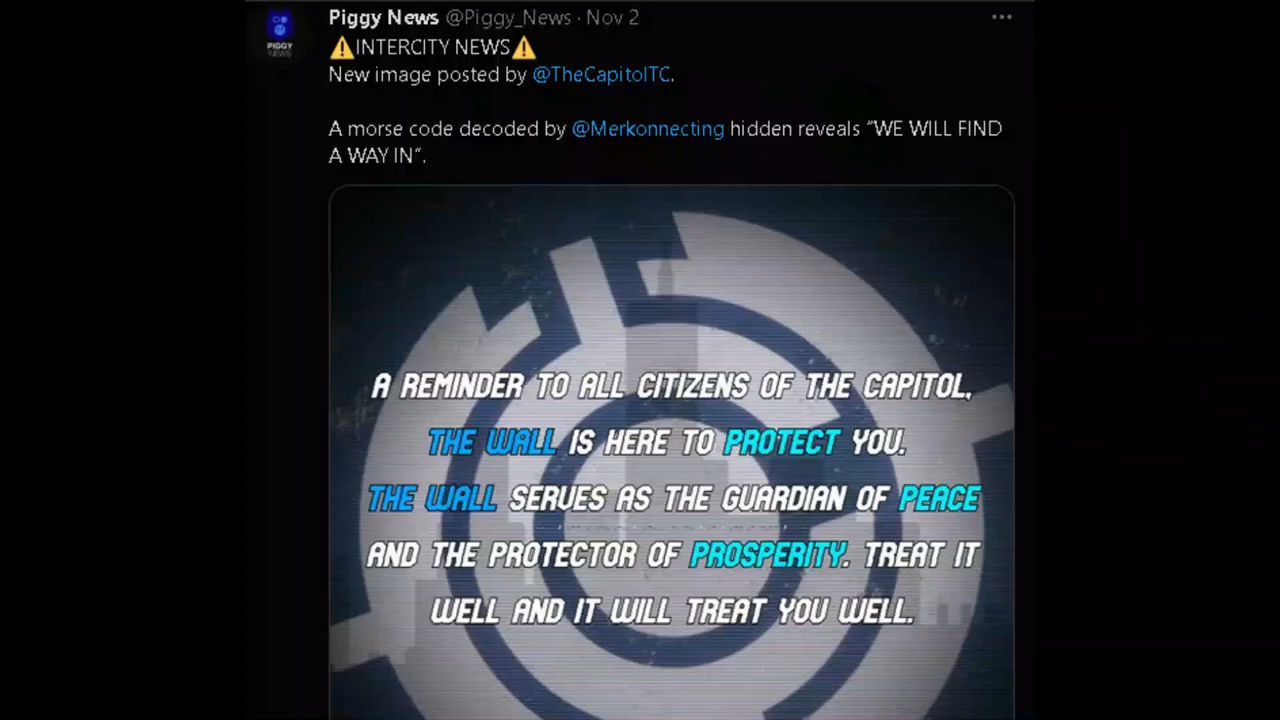 Piggy News @Piggy_News · Nov 2
⚠️INTERCITY NEWS⚠️
New image posted by @TheCapitolTC.
A morse code decoded by @Merkonnecting hidden reveals “WE WILL FIND
A WAY IN“.
PIGGY
NEWS
A REMINDER TO ALL CITIZENS OF THE CAPITOL,
THE WALL IS HERE TO PROTECT YOU.
THE WALL SERVES AS THE GUARDIAN OF PEACE
AND THE PROTECTOR OF PROSPERITY. TREAT IT
WELL AND IT WILL TREAT YOU WELL.